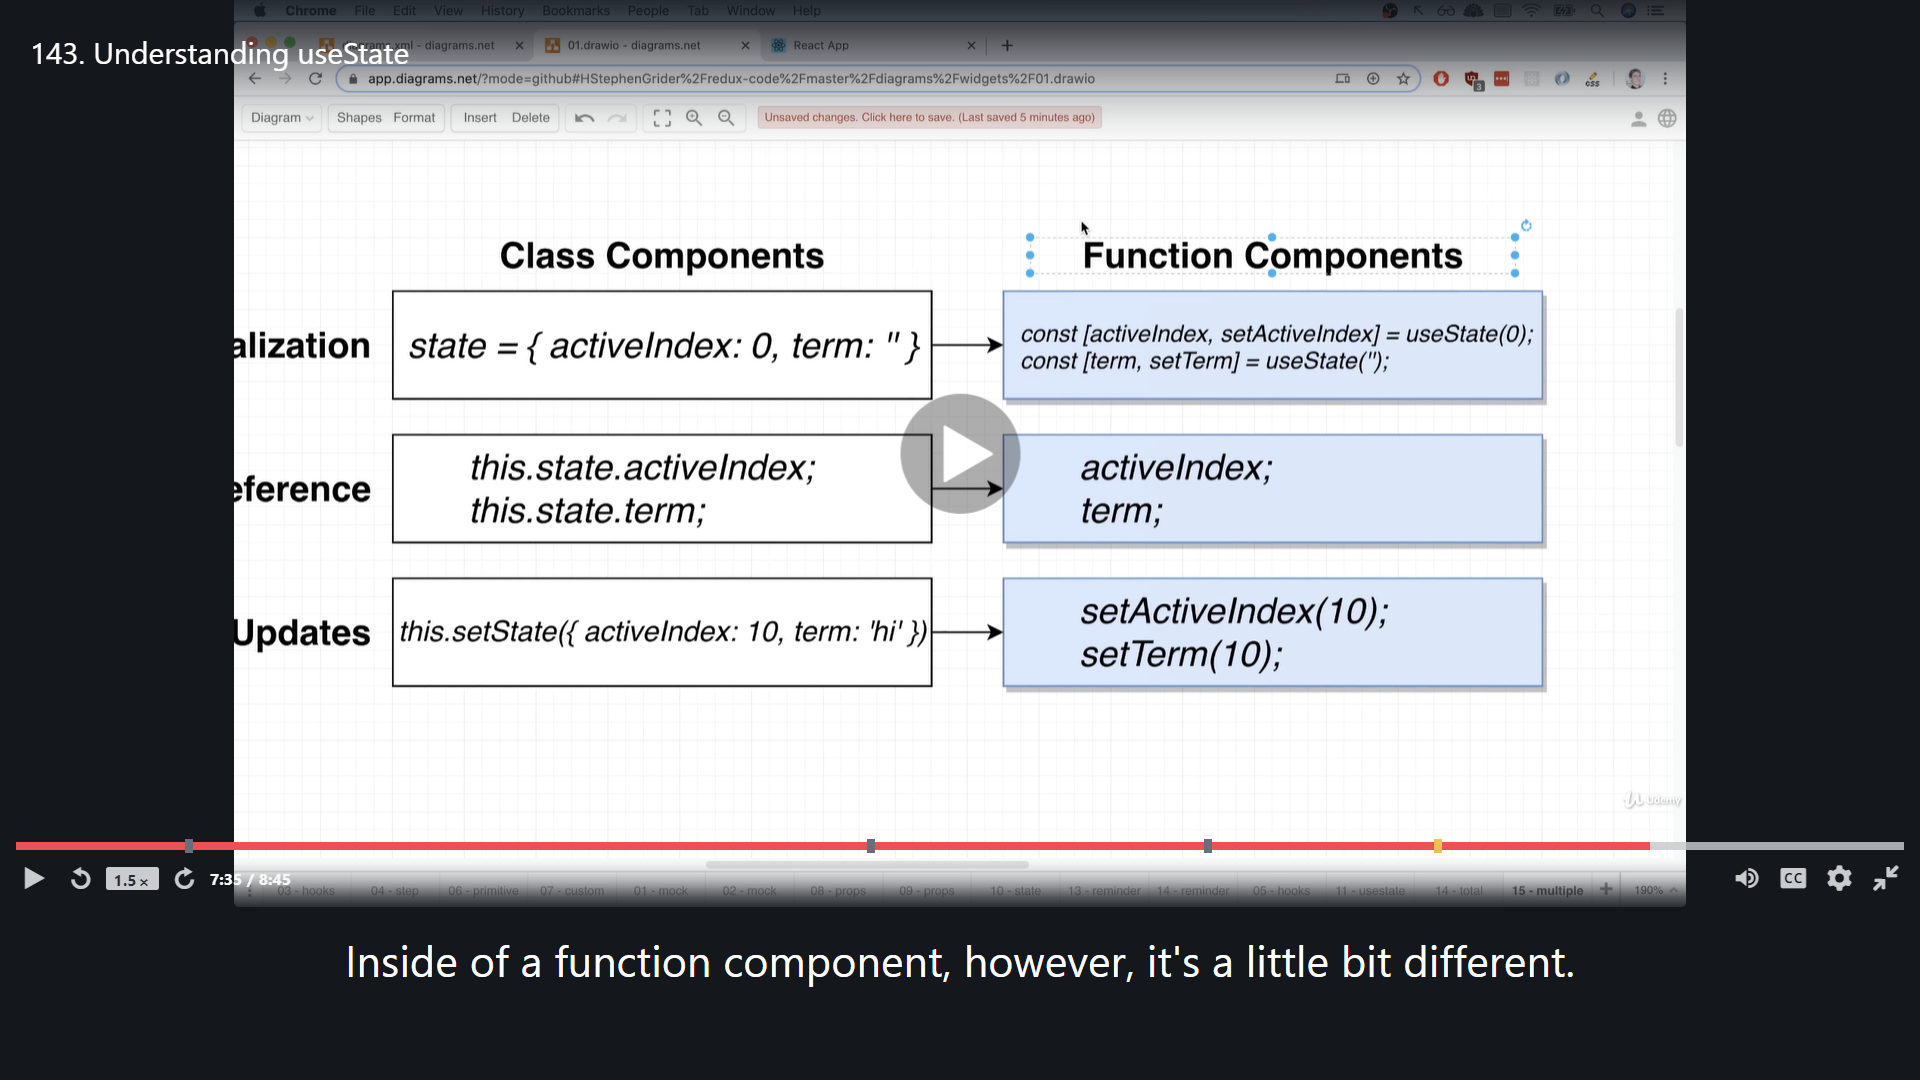 Chrome File Edit View History Bookmarks People Tab Window Help
143. Understanding useState
.xml - diagrams.net
01.drawio - diagrams.net
React App
app.diagrams.net/?mode=github#HStephenGrider%2Fredux-code%2Fmaster%2Fdiagrams%2Fwidgets%2F01.drawio
Diagram Shapes Format Insert Delete Unsaved changes. Click here to save. (Last saved 5 minutes ago)
Class Components Function Components
alization
state = { activeIndex: 0, term: '' }
const [activeIndex, setActiveIndex] = useState(0);
const [term, setTerm] = useState('');
eference
this.state.activeIndex;
this.state.term;
activeIndex;
term;
Updates
this.setState({ activeIndex: 10, term: 'hi' })
setActiveIndex(10);
setTerm(10);
Udemy
1.5 x 7:35 / 8:45 CC
03 - hooks 04 - step 06 - primitive 07 - custom 01 - mock 02 - mock 08 - props 09 - props 10 - state 13 - reminder 14 - reminder 05 - hooks 11 - usestate 14 - total 15 - multiple 190%
Inside of a function component, however, it's a little bit different.